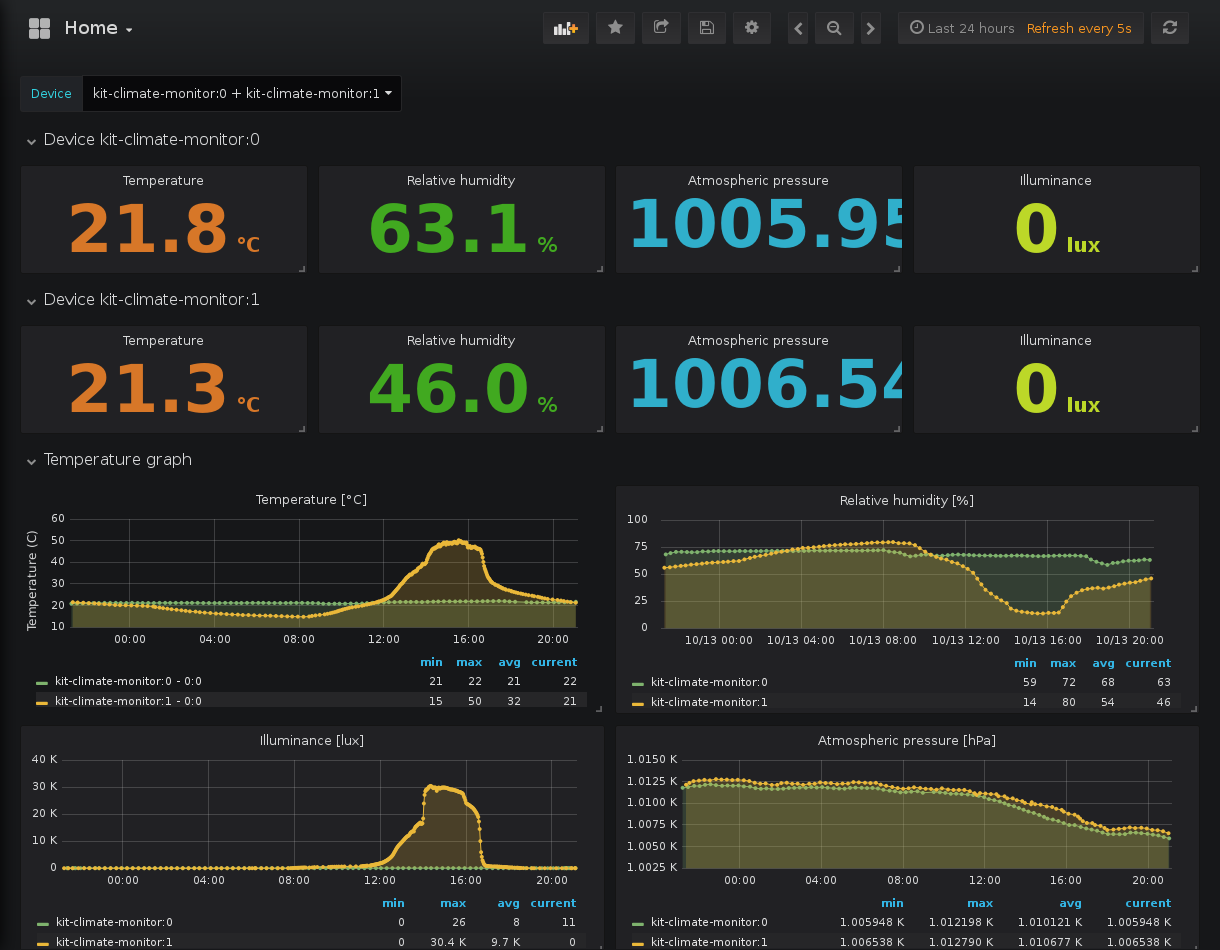 Home
Last 24 hours Refresh every 5s
Device kit-climate-monitor:0 + kit-climate-monitor:1
Device kit-climate-monitor:0
Temperature Relative humidity Atmospheric pressure Illuminance
21.8 °C 63.1 % 1005.95 0 lux
Device kit-climate-monitor:1
Temperature Relative humidity Atmospheric pressure Illuminance
21.3 °C 46.0 % 1006.54 0 lux
Temperature graph
Temperature [°C]
Temperature (C)
60
50
40
30
20
10
00:00 04:00 08:00 12:00 16:00 20:00
min max avg current
kit-climate-monitor:0 - 0:0 21 22 21 22
kit-climate-monitor:1 - 0:0 15 50 32 21
Relative humidity [%]
100
75
50
25
0
10/13 00:00 10/13 04:00 10/13 08:00 10/13 12:00 10/13 16:00 10/13 20:00
min max avg current
kit-climate-monitor:0 59 72 68 63
kit-climate-monitor:1 14 80 54 46
Illuminance [lux]
40 K
30 K
20 K
10 K
0
00:00 04:00 08:00 12:00 16:00 20:00
min max avg current
kit-climate-monitor:0 0 26 8 11
kit-climate-monitor:1 0 30.4 K 9.7 K 0
Atmospheric pressure [hPa]
1.0150 K
1.0125 K
1.0100 K
1.0075 K
1.0050 K
1.0025 K
00:00 04:00 08:00 12:00 16:00 20:00
min max avg current
kit-climate-monitor:0 1.005948 K 1.012198 K 1.010121 K 1.005948 K
kit-climate-monitor:1 1.006538 K 1.012790 K 1.010677 K 1.006538 K